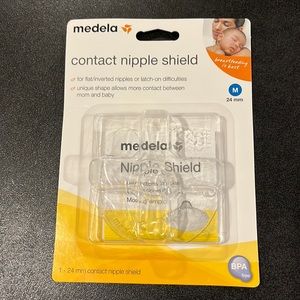 medela
contact nipple shield
for flat/inverted nipples or latch-on difficulties
unique shape allows more contact between
mom and baby
breastfeeding
is best
M
24 mm
medela
Nipple Shield
1 - 24 mm contact nipple shield
BPA
free